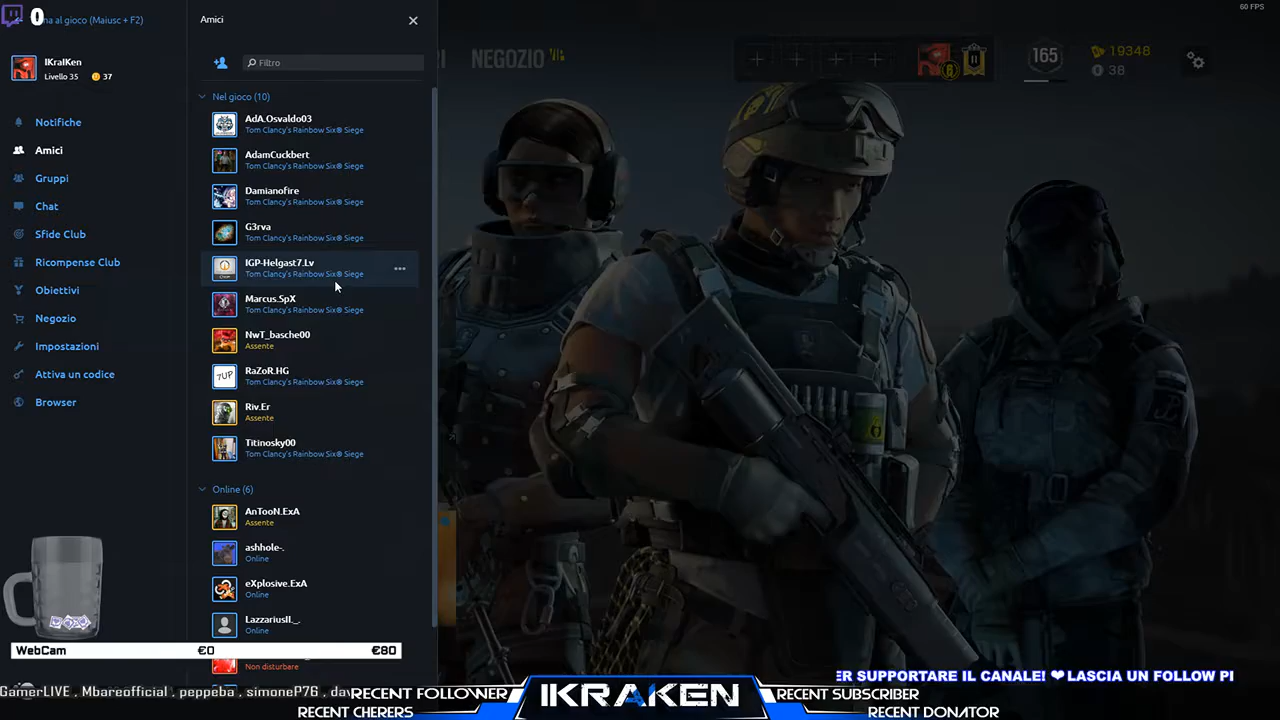 0
na al gioco (Maiusc + F2)
Amici
60 FPS
IKralKen
Livello 35
37
Filtro
NEGOZIO
165
19348
38
Notifiche
Amici
Gruppi
Chat
Sfide Club
Ricompense Club
Obiettivi
Negozio
Impostazioni
Attiva un codice
Browser
Nel gioco (10)
AdA.Osvaldo03
Tom Clancy's Rainbow Six® Siege
AdamCuckbert
Tom Clancy's Rainbow Six® Siege
Damianofire
Tom Clancy's Rainbow Six® Siege
G3rva
Tom Clancy's Rainbow Six® Siege
IGP-Helgast7.Lv
Tom Clancy's Rainbow Six® Siege
Marcus.SpX
Tom Clancy's Rainbow Six® Siege
NwT_basche00
Assente
7UP
RaZoR.HG
Tom Clancy's Rainbow Six® Siege
Riv.Er
Assente
Titinosky00
Tom Clancy's Rainbow Six® Siege
Online (6)
AnTooN.ExA
Assente
ashhole-.
Online
eXplosive.ExA
Online
LazzariusII._.
Online
Non disturbare
WebCam €0 €80
GamerLIVE , Mbareofficial , peppebo , simoneP76 , da
ER SUPPORTARE IL CANALE! ❤ LASCIA UN FOLLOW PI
RECENT FOLLOWER
RECENT CHERERS
IKRAKEN
RECENT SUBSCRIBER
RECENT DONATOR